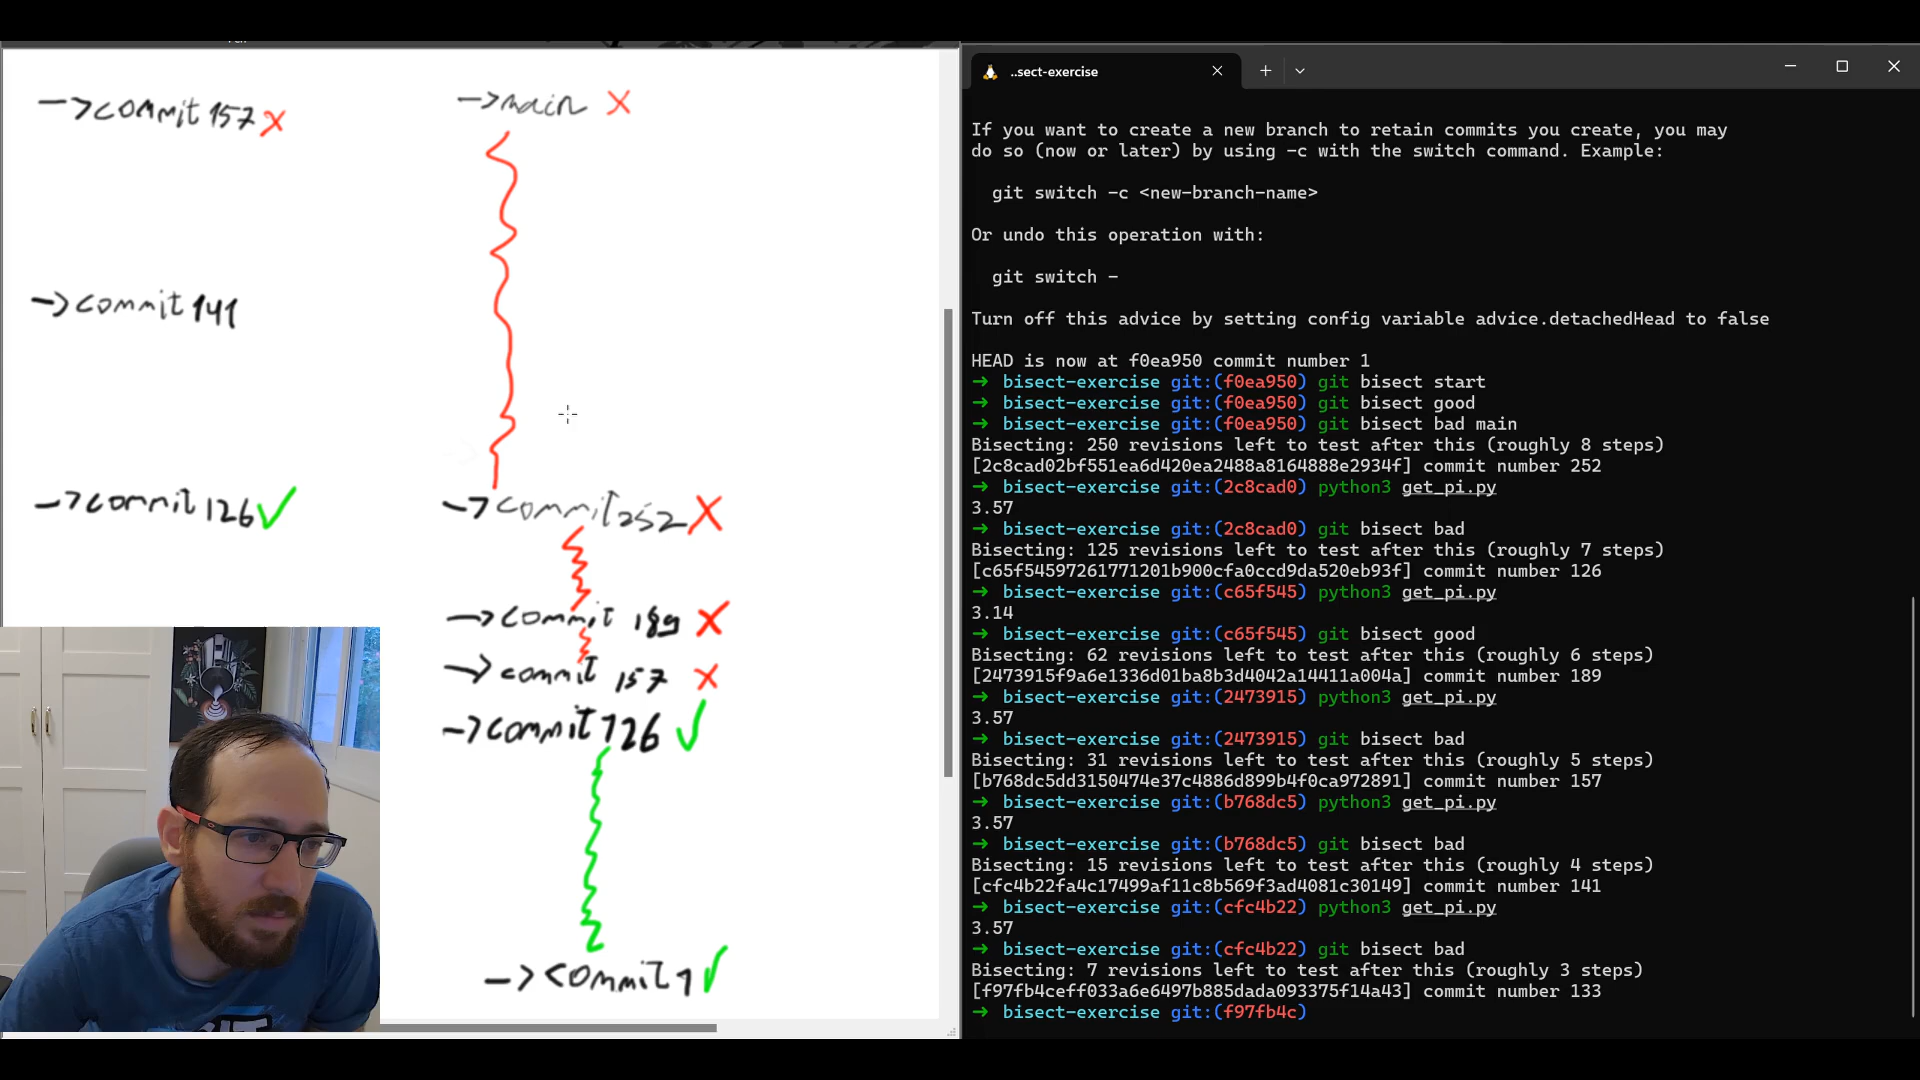 ->commit 157 X
->commit 141
->commit 126 ✓
->main X
->commit 252 X
->commit 189 X
->commit 157 X
->commit 126 ✓
->commit 1 ✓
..sect-exercise
If you want to create a new branch to retain commits you create, you may
do so (now or later) by using -c with the switch command. Example:
git switch -c <new-branch-name>
Or undo this operation with:
git switch -
Turn off this advice by setting config variable advice.detachedHead to false
HEAD is now at f0ea950 commit number 1
→ bisect-exercise git:(f0ea950) git bisect start
→ bisect-exercise git:(f0ea950) git bisect good
→ bisect-exercise git:(f0ea950) git bisect bad main
Bisecting: 250 revisions left to test after this (roughly 8 steps)
[2c8cad02bf551ea6d420ea2488a8164888e2934f] commit number 252
→ bisect-exercise git:(2c8cad0) python3 get_pi.py
3.57
→ bisect-exercise git:(2c8cad0) git bisect bad
Bisecting: 125 revisions left to test after this (roughly 7 steps)
[c65f54597261771201b900cfa0ccd9da520eb93f] commit number 126
→ bisect-exercise git:(c65f545) python3 get_pi.py
3.14
→ bisect-exercise git:(c65f545) git bisect good
Bisecting: 62 revisions left to test after this (roughly 6 steps)
[2473915f9a6e1336d01ba8b3d4042a14411a004a] commit number 189
→ bisect-exercise git:(2473915) python3 get_pi.py
3.57
→ bisect-exercise git:(2473915) git bisect bad
Bisecting: 31 revisions left to test after this (roughly 5 steps)
[b768dc5dd3150474e37c4886d899b4f0ca972891] commit number 157
→ bisect-exercise git:(b768dc5) python3 get_pi.py
3.57
→ bisect-exercise git:(b768dc5) git bisect bad
Bisecting: 15 revisions left to test after this (roughly 4 steps)
[cfc4b22fa4c17499af11c8b569f3ad4081c30149] commit number 141
→ bisect-exercise git:(cfc4b22) python3 get_pi.py
3.57
→ bisect-exercise git:(cfc4b22) git bisect bad
Bisecting: 7 revisions left to test after this (roughly 3 steps)
[f97fb4ceff033a6e6497b885dada093375f14a43] commit number 133
→ bisect-exercise git:(f97fb4c)